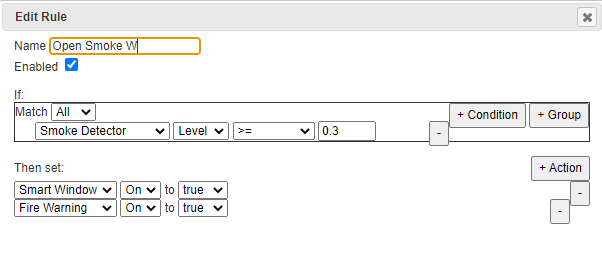 Edit Rule
Name Open Smoke W
Enabled
If:
Match All + Condition + Group
Smoke Detector Level >= 0.3 -
Then set: + Action
Smart Window On to true -
Fire Warning On to true -